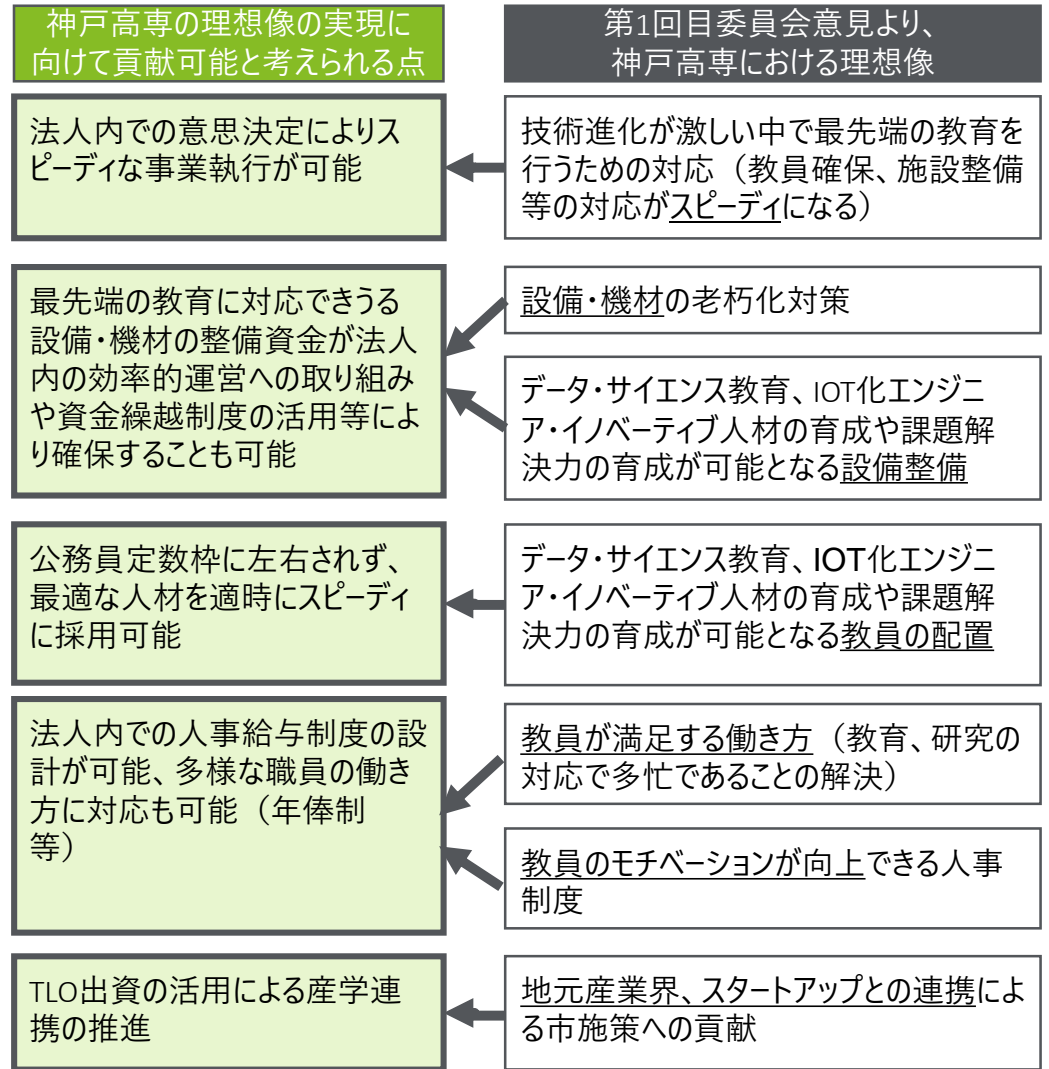 神戸高専の理想像の実現に
向けて貢献可能と考えられる点
第1回目委員会意見より、
神戸高専における理想像
法人内での意思決定によりス
ピーディな事業執行が可能
技術進化が激しい中で最先端の教育を
行うための対応（教員確保、施設整備
等の対応がスピーディになる）
最先端の教育に対応できうる
設備・機材の整備資金が法人
内の効率的運営への取り組み
や資金繰越制度の活用等によ
り確保することも可能
設備・機材の老朽化対策
データ・サイエンス教育、IOT化エンジニ
ア・イノベーティブ人材の育成や課題解
決力の育成が可能となる設備整備
公務員定数枠に左右されず、
最適な人材を適時にスピーディ
に採用可能
データ・サイエンス教育、IOT化エンジニ
ア・イノベーティブ人材の育成や課題解
決力の育成が可能となる教員の配置
法人内での人事給与制度の設
計が可能、多様な職員の働き
方に対応も可能（年俸制
等）
教員が満足する働き方（教育、研究の
対応で多忙であることの解決）
教員のモチベーションが向上できる人事
制度
TLO出資の活用による産学連
携の推進
地元産業界、スタートアップとの連携によ
る市施策への貢献